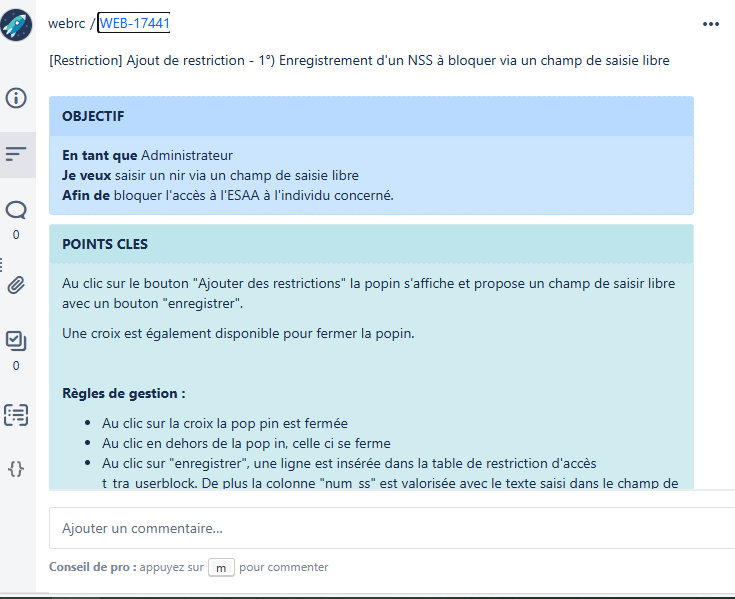 webrc / WEB-17441
[Restriction] Ajout de restriction - 1°) Enregistrement d'un NSS à bloquer via un champ de saisie libre
OBJECTIF
En tant que Administrateur
Je veux saisir un nir via un champ de saisie libre
Afin de bloquer l'accès à l'ESAA à l'individu concerné.
POINTS CLES
Au clic sur le bouton "Ajouter des restrictions" la popin s'affiche et propose un champ de saisir libre
avec un bouton "enregistrer".
Une croix est également disponible pour fermer la popin.
Règles de gestion :
• Au clic sur la croix la pop pin est fermée
• Au clic en dehors de la pop in, celle ci se ferme
• Au clic sur "enregistrer", une ligne est insérée dans la table de restriction d'accès
t_tra_userblock. De plus la colonne "num_ss" est valorisée avec le texte saisi dans le champ de
0
0
Ajouter un commentaire...
Conseil de pro : appuyez sur m pour commenter